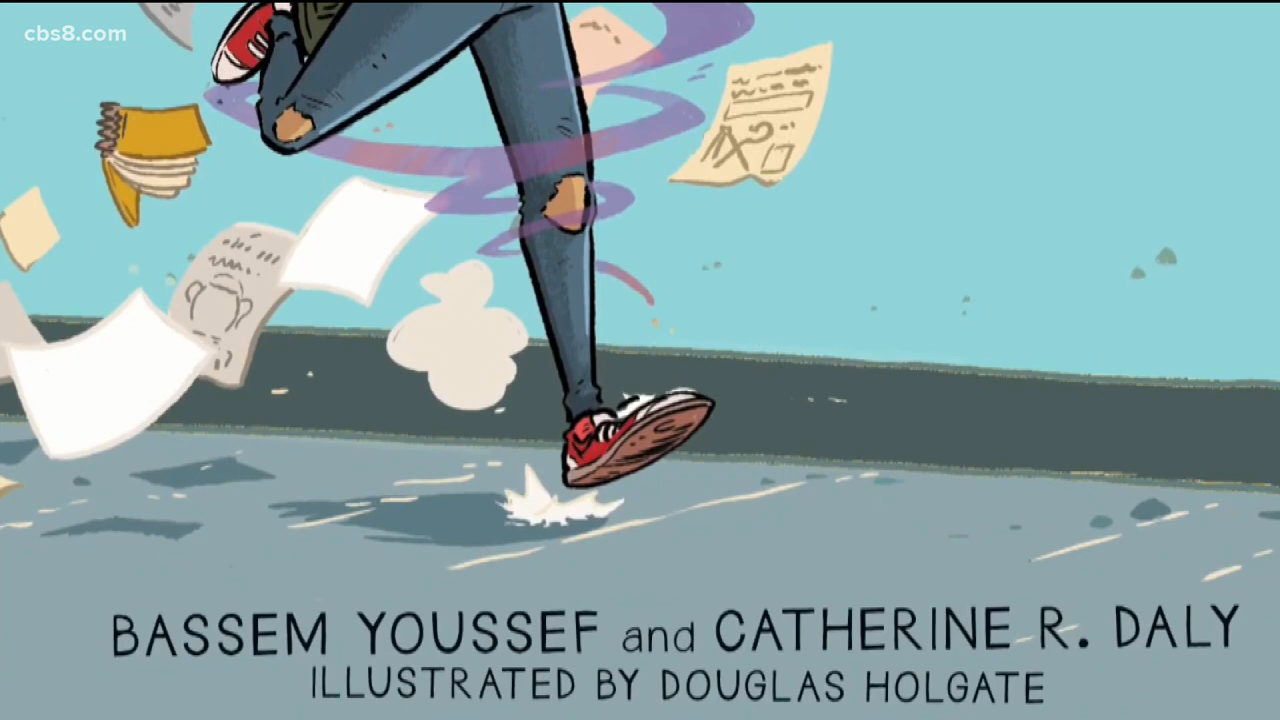 cbs8.com
BASSEM YOUSSEF and CATHERINE R. DALY
ILLUSTRATED BY DOUGLAS HOLGATE